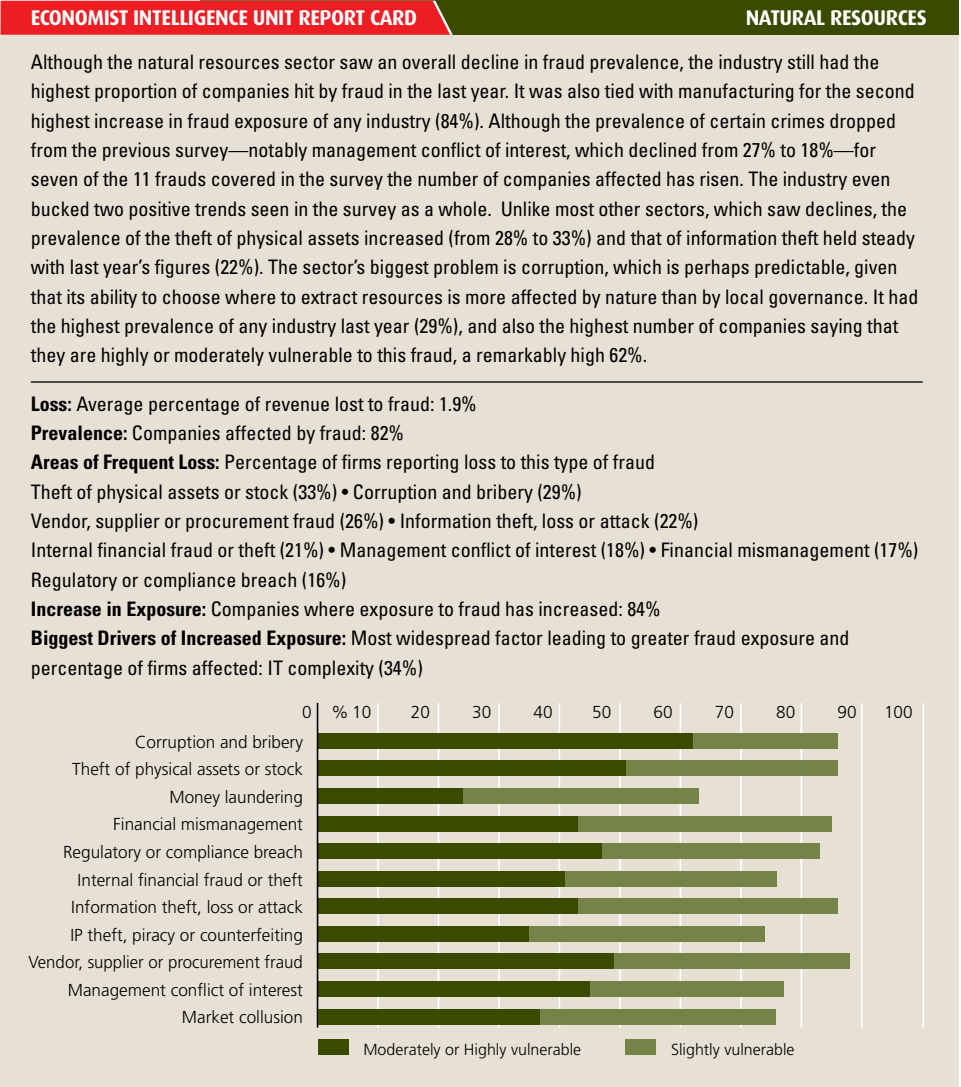 ECONOMIST INTELLIGENCE UNIT REPORT CARD
NATURAL RESOURCES
Although the natural resources sector saw an overall decline in fraud prevalence, the industry still had the
highest proportion of companies hit by fraud in the last year. It was also tied with manufacturing for the second
highest increase in fraud exposure of any industry (84%). Although the prevalence of certain crimes dropped
from the previous survey—notably management conflict of interest, which declined from 27% to 18%—for
seven of the 11 frauds covered in the survey the number of companies affected has risen. The industry even
bucked two positive trends seen in the survey as a whole. Unlike most other sectors, which saw declines, the
prevalence of the theft of physical assets increased (from 28% to 33%) and that of information theft held steady
with last year's figures (22%). The sector's biggest problem is corruption, which is perhaps predictable, given
that its ability to choose where to extract resources is more affected by nature than by local governance. It had
the highest prevalence of any industry last year (29%), and also the highest number of companies saying that
they are highly or moderately vulnerable to this fraud, a remarkably high 62%.
Loss: Average percentage of revenue lost to fraud: 1.9%
Prevalence: Companies affected by fraud: 82%
Areas of Frequent Loss: Percentage of firms reporting loss to this type of fraud
Theft of physical assets or stock (33%) • Corruption and bribery (29%)
Vendor, supplier or procurement fraud (26%) • Information theft, loss or attack (22%)
Internal financial fraud or theft (21%) • Management conflict of interest (18%) • Financial mismanagement (17%)
Regulatory or compliance breach (16%)
Increase in Exposure: Companies where exposure to fraud has increased: 84%
Biggest Drivers of Increased Exposure: Most widespread factor leading to greater fraud exposure and
percentage of firms affected: IT complexity (34%)
0 % 10 20 30 40 50 60 70 80 90 100
Corruption and bribery
Theft of physical assets or stock
Money laundering
Financial mismanagement
Regulatory or compliance breach
Internal financial fraud or theft
Information theft, loss or attack
IP theft, piracy or counterfeiting
Vendor, supplier or procurement fraud
Management conflict of interest
Market collusion
Moderately or Highly vulnerable
Slightly vulnerable